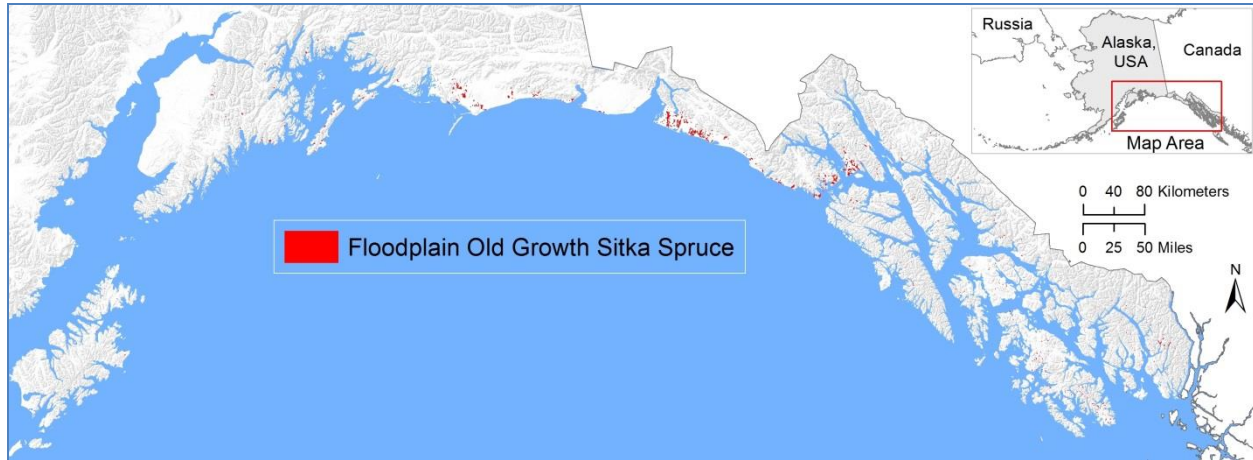 Russia
Alaska,
USA
Canada
Map Area
0 40 80 Kilometers
0 25 50 Miles
N
Floodplain Old Growth Sitka Spruce